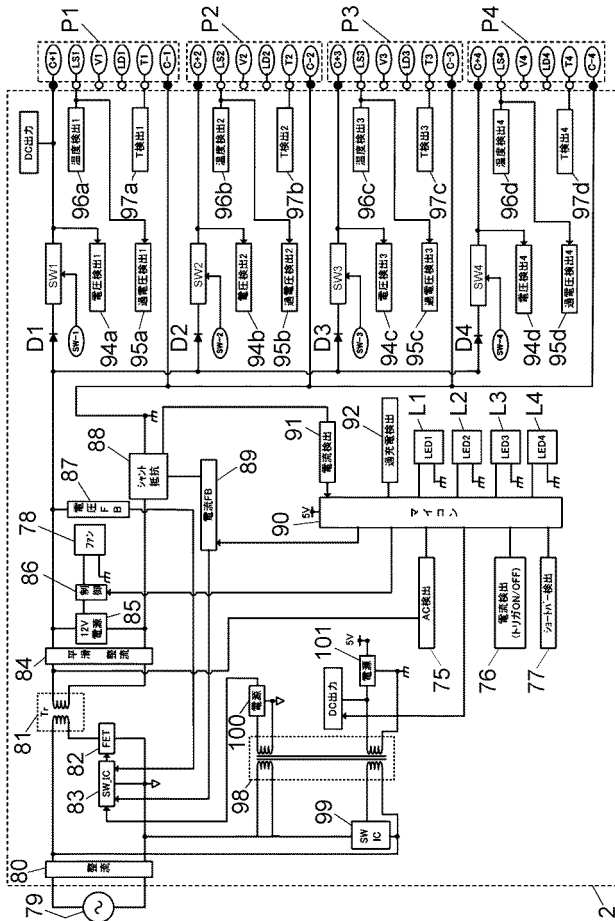 P1
C+1
LS1
V1
LD1
T1
C-1
P2
C+2
LS2
V2
LD2
T2
C-2
P3
C+3
LS3
V3
LD3
T3
C-3
P4
C+4
LS4
V4
LD4
T4
C-4
DC出力
温度検出1
96a
T検出1
97a
温度検出2
96b
T検出2
97b
温度検出3
96c
T検出3
97c
温度検出4
96d
T検出4
97d
D1
SW1
SW-1
電圧検出1
94a
過電圧検出1
95a
D2
SW2
SW-2
電圧検出2
94b
過電圧検出2
95b
D3
SW3
SW-3
電圧検出3
94c
過電圧検出3
95c
D4
SW4
SW-4
電圧検出4
94d
過電圧検出4
95d
79
80
整流
81
Tr
82
FET
83
SW_IC
84
平滑
整流
85
12V
電源
86
制御
78
ファン
87
電圧FB
88
シャント
抵抗
89
電流FB
90
5V
マイコン
91
電流検出
92
過充電検出
L1
LED1
L2
LED2
L3
LED3
L4
LED4
75
AC検出
76
電流検出
(トリガON/OFF)
77
ショートバー検出
98
99
SW
IC
100
電源
101
電源
5V
DC出力
2